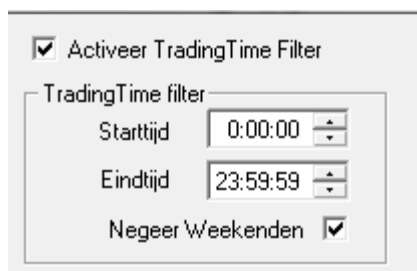 Activeer TradingTime Filter
TradingTime filter
Starttijd 0:00:00
Eindtijd 23:59:59
Negeer Weekenden